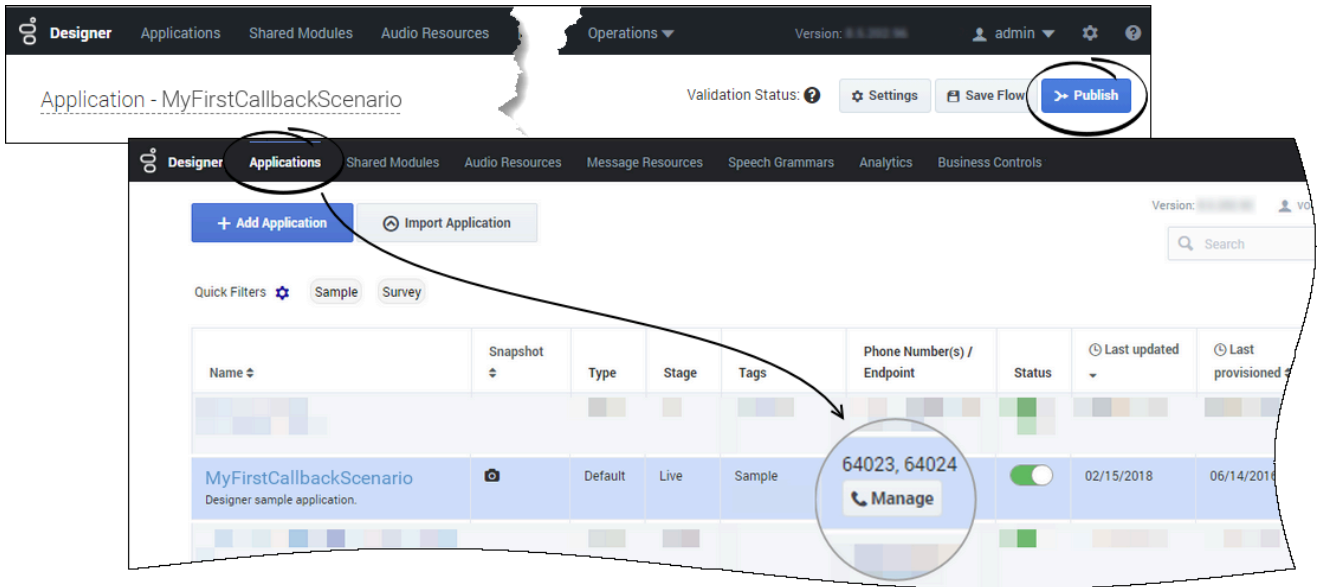 Designer Applications Shared Modules Audio Resources Operations Version: admin
Application - MyFirstCallbackScenario Validation Status: Settings Save Flow Publish
Designer Applications Shared Modules Audio Resources Message Resources Speech Grammars Analytics Business Controls
Version:
+ Add Application Import Application
Search
Quick Filters Sample Survey
Snapshot Phone Number(s) / Last updated Last
Name Type Stage Tags Endpoint Status provisioned
64023, 64024
MyFirstCallbackScenario Default Live Sample 02/15/2018
Designer sample application.
Manage